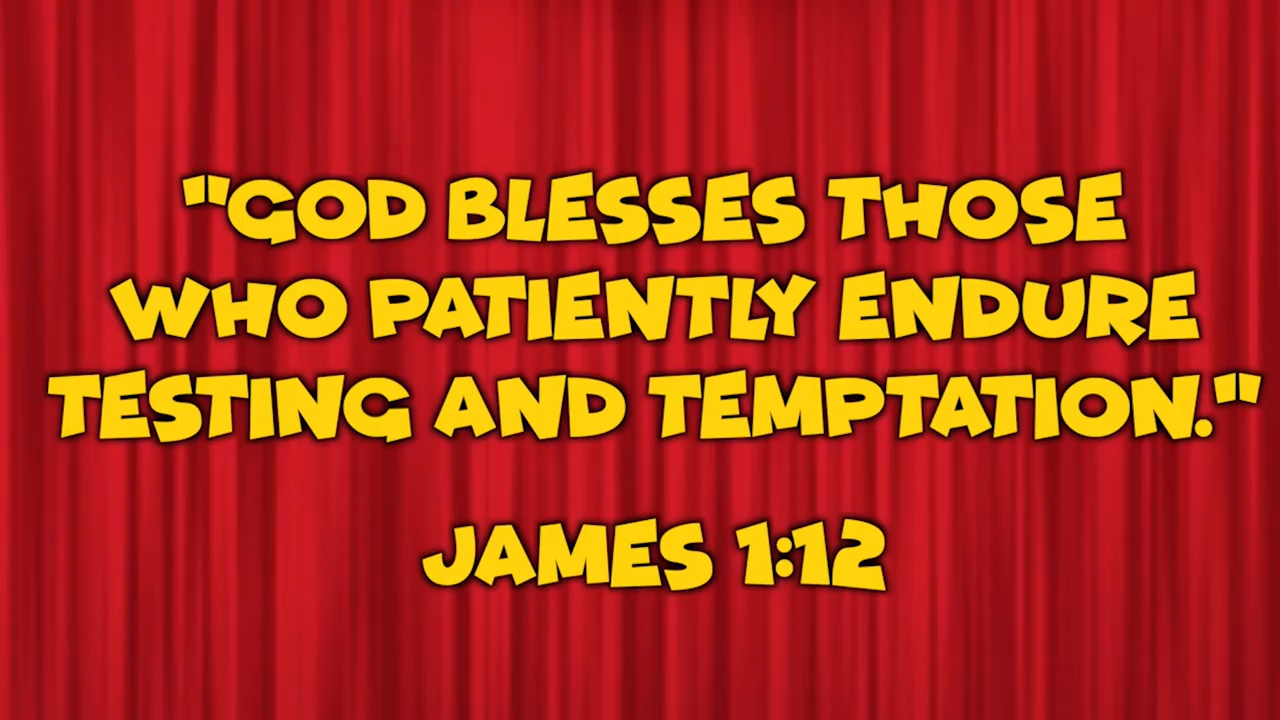 "GOD BLESSES THOSE
WHO PATIENTLY ENDURE
TESTING AND TEMPTATION."
JAMES 1:12